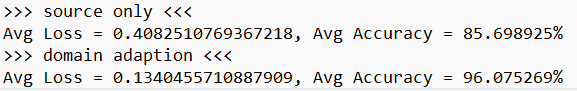 >>> source only <<<
Avg Loss = 0.4082510769367218, Avg Accuracy = 85.698925%
>>> domain adaption <<<
Avg Loss = 0.1340455710887909, Avg Accuracy = 96.075269%